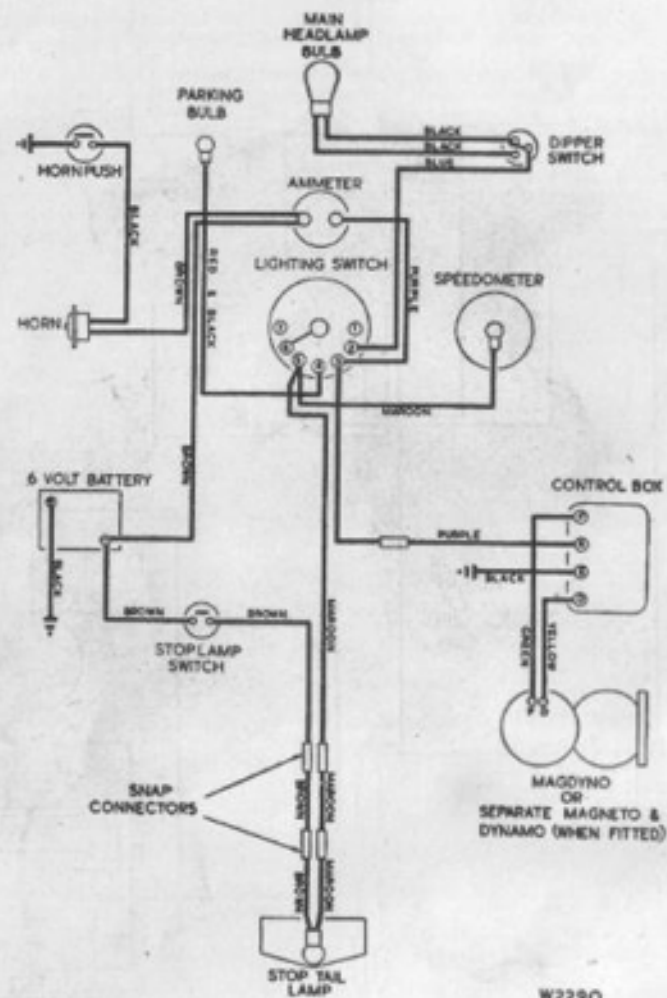 MAIN
HEADLAMP
BULB
PARKING
BULB
BLACK
BLACK
BLUE
DIPPER
SWITCH
HORN PUSH
AMMETER
BLACK
BROWN
RED & BLACK
LIGHTING SWITCH
PURPLE
SPEEDOMETER
HORN
MAROON
BROWN
6 VOLT BATTERY
CONTROL BOX
PURPLE
BLACK
BLACK
BROWN
BROWN
MAROON
STOP LAMP
SWITCH
GREEN
YELLOW
SNAP
CONNECTORS
BROWN
MAROON
MAGDYNO
OR
SEPARATE MAGNETO &
DYNAMO (WHEN FITTED)
BROWN
MAROON
STOP TAIL
LAMP
W2290